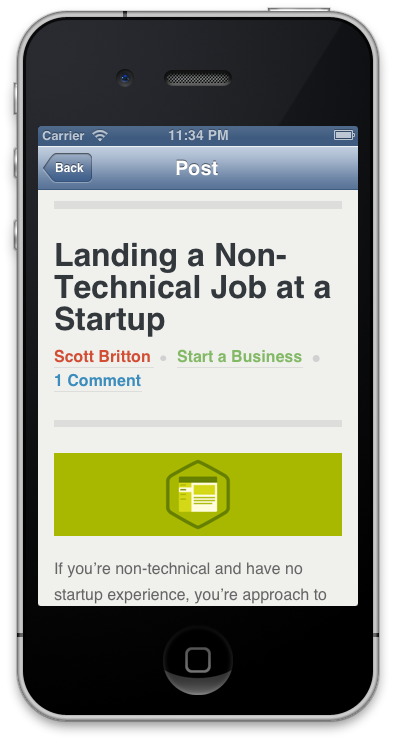 Carrier 11:34 PM
Back Post
Landing a Non-
Technical Job at a
Startup
Scott Britton • Start a Business •
1 Comment
If you’re non-technical and have no
startup experience, you’re approach to